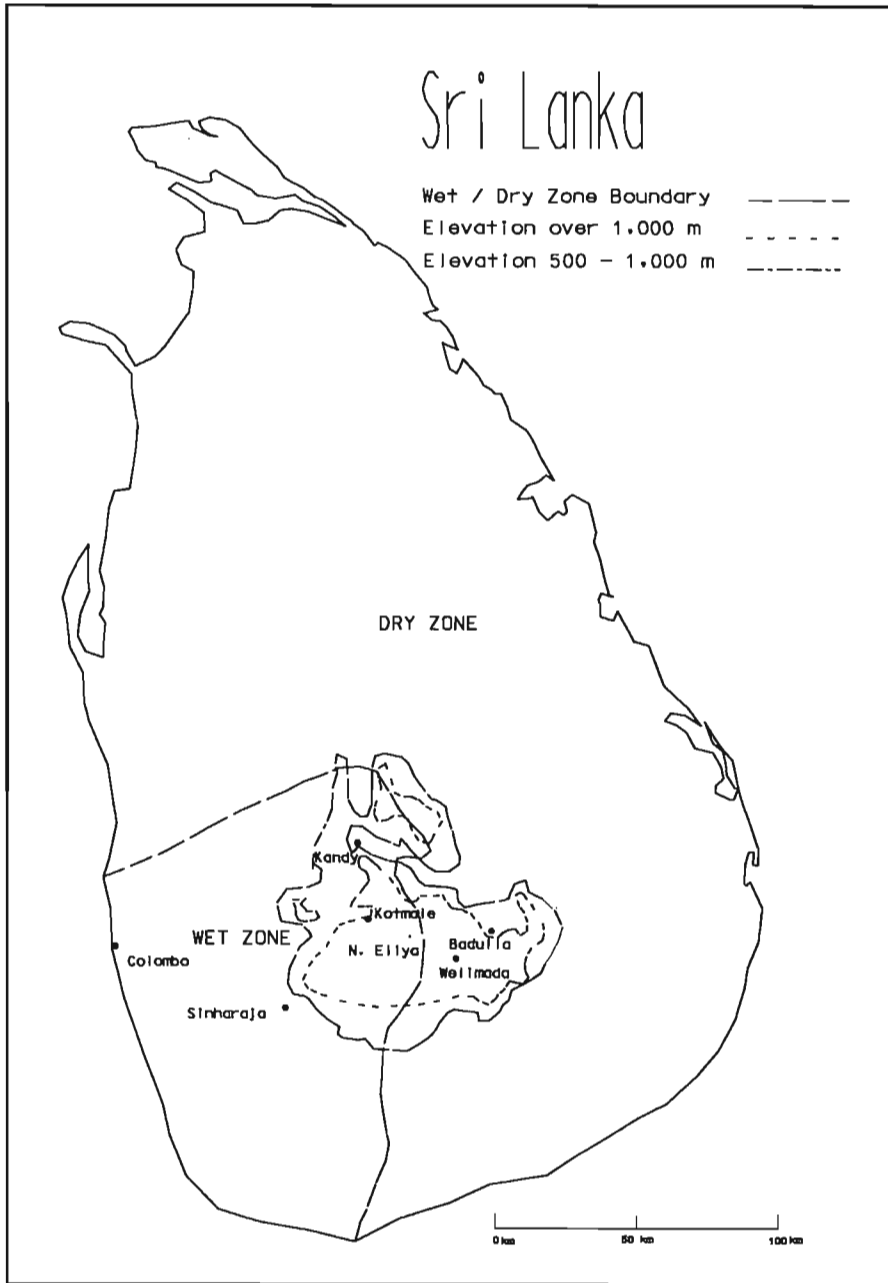 Sri Lanka
Wet / Dry Zone Boundary
Elevation over 1.000 m
Elevation 500 - 1.000 m
DRY ZONE
Kandy
Kotmale
WET ZONE
N. Eliya
Badulla
Colombo
Welimada
Sinharaja
0 km 50 km 100 km